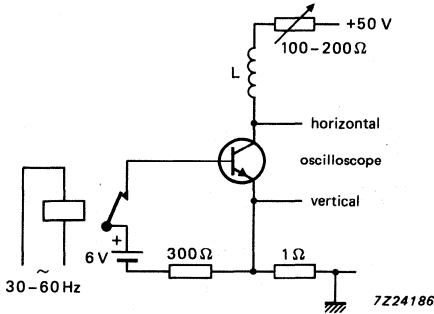 +50 V
100-200Ω
L
horizontal
oscilloscope
vertical
+
6 V
300Ω
1Ω
~
30-60 Hz
7Z24186